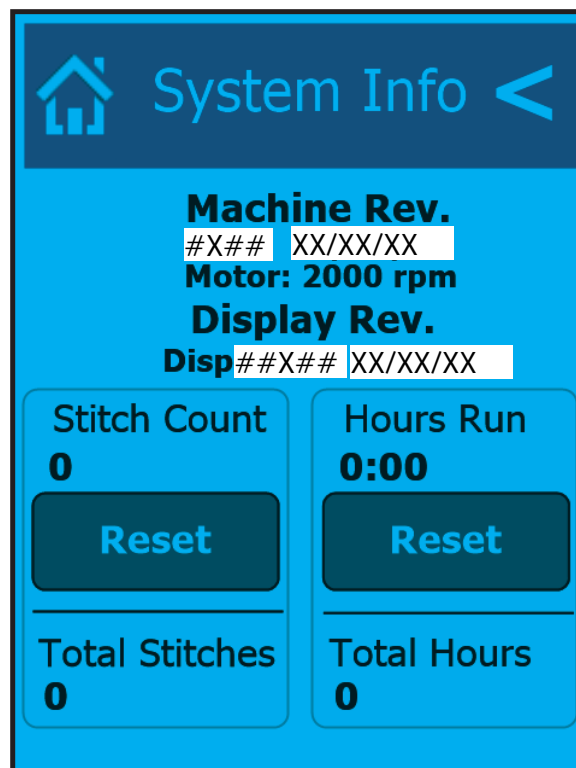 System Info <
Machine Rev.
#X## XX/XX/XX
Motor: 2000 rpm
Display Rev.
Disp##X## XX/XX/XX
Stitch Count
0
Reset
Total Stitches
0
Hours Run
0:00
Reset
Total Hours
0